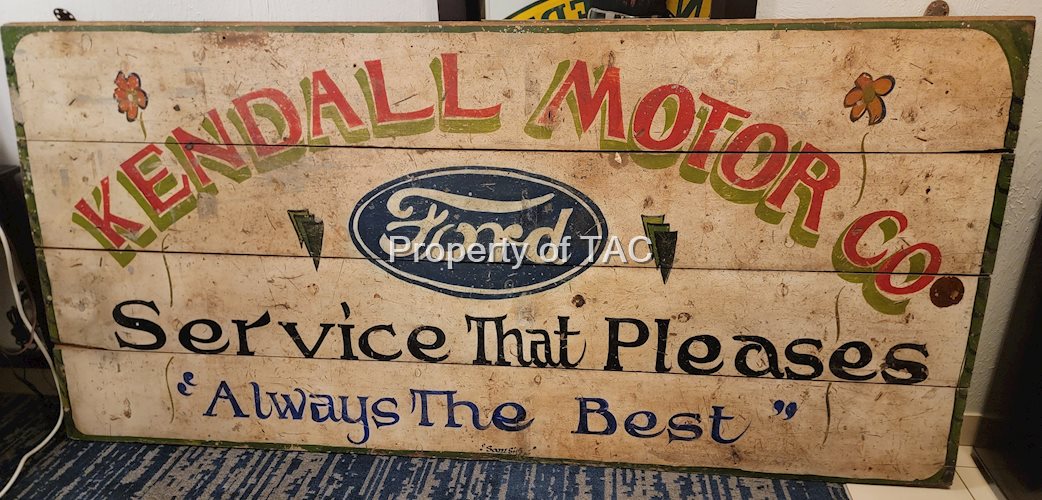 KENDALL MOTOR CO.
Ford
Property of TAC
Service That Pleases
"Always The Best"